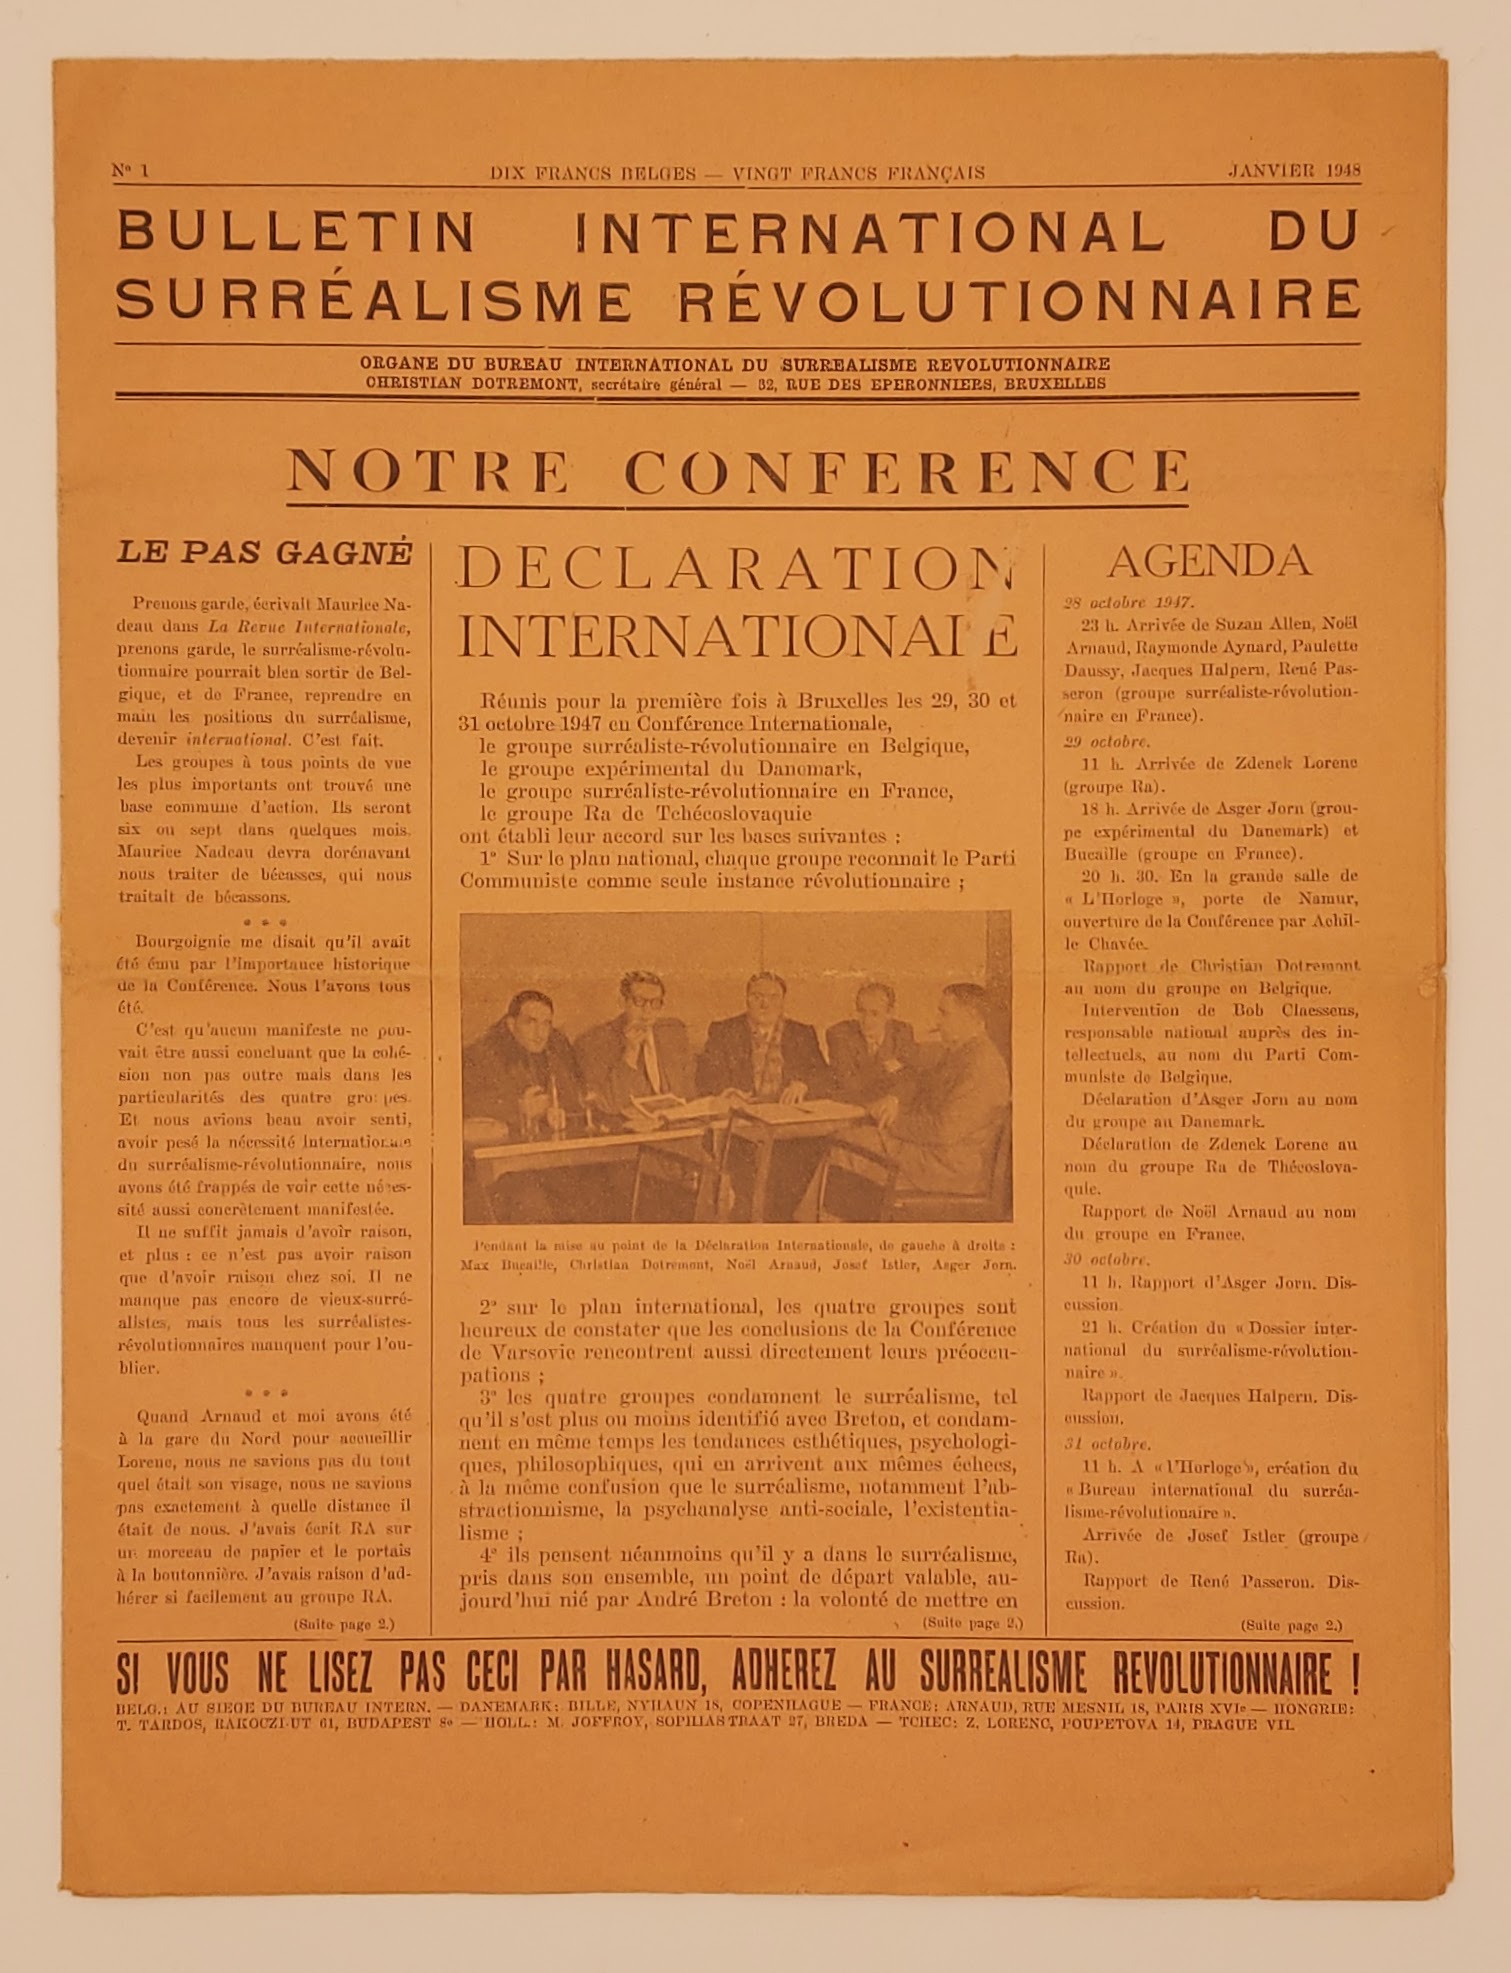 Nº 1
DIX FRANCS BELGES — VINGT FRANCS FRANÇAIS
JANVIER 1948
BULLETIN INTERNATIONAL DU
SURRÉALISME RÉVOLUTIONNAIRE
ORGANE DU BUREAU INTERNATIONAL DU SURREALISME REVOLUTIONNAIRE
CHRISTIAN DOTREMONT, secrétaire général — 32, RUE DES EPERONNIERS, BRUXELLES
NOTRE CONFERENCE
LE PAS GAGNÉ
Prenons garde, écrivait Maurice Na-
deau dans La Revue Internationale,
prenons garde, le surréalisme-révolu-
tionnaire pourrait bien sortir de Bel-
gique, et de France, reprendre en
main les positions du surréalisme,
devenir international. C'est fait.
Les groupes à tous points de vue
les plus importants ont trouvé une
base commune d'action. Ils seront
six ou sept dans quelques mois.
Maurice Nadeau devra dorénavant
nous traiter de bécasses, qui nous
traitait de bécassons.
* * *
Bourgoignie me disait qu'il avait
été ému par l'importance historique
de la Conférence. Nous l'avons tous
été.
C'est qu'aucun manifeste ne pou-
vait être aussi concluant que la cohé-
sion non pas outre mais dans les
particularités des quatre groupes.
Et nous avions beau avoir senti,
avoir pesé la nécessité internationale
du surréalisme-révolutionnaire, nous
avons été frappés de voir cette néces-
sité aussi concrètement manifestée.
Il ne suffit jamais d'avoir raison,
et plus : ce n'est pas avoir raison
que d'avoir raison chez soi. Il ne
manque pas encore de vieux-surré-
alistes, mais tous les surréalistes-
révolutionnaires manquent pour l'ou-
blier.
* * *
Quand Arnaud et moi avons été
à la gare du Nord pour accueillir
Lorenc, nous ne savions pas du tout
quel était son visage, nous ne savions
pas exactement à quelle distance il
était de nous. J'avais écrit RA sur
un morceau de papier et le portais
à la boutonnière. J'avais raison d'ad-
hérer si facilement au groupe RA.
(Suite page 2.)
DECLARATION
INTERNATIONALE
Réunis pour la première fois à Bruxelles les 29, 30 et
31 octobre 1947 en Conférence Internationale,
le groupe surréaliste-révolutionnaire en Belgique,
le groupe expérimental du Danemark,
le groupe surréaliste-révolutionnaire en France,
le groupe Ra de Tchécoslovaquie
ont établi leur accord sur les bases suivantes :
1º Sur le plan national, chaque groupe reconnait le Parti
Communiste comme seule instance révolutionnaire ;
Pendant la mise au point de la Déclaration Internationale, de gauche à droite :
Max Bucaille, Christian Dotremont, Noël Arnaud, Josef Istler, Asger Jorn.
2º sur le plan international, les quatre groupes sont
heureux de constater que les conclusions de la Conférence
de Varsovie rencontrent aussi directement leurs préoccu-
pations ;
3º les quatre groupes condamnent le surréalisme, tel
qu'il s'est plus ou moins identifié avec Breton, et condam-
nent en même temps les tendances esthétiques, psychologi-
ques, philosophiques, qui en arrivent aux mêmes échecs,
à la même confusion que le surréalisme, notamment l'ab-
stractionnisme, la psychanalyse anti-sociale, l'existentia-
lisme ;
4º ils pensent néanmoins qu'il y a dans le surréalisme,
pris dans son ensemble, un point de départ valable, au-
jourd'hui nié par André Breton : la volonté de mettre en
(Suite page 2.)
AGENDA
28 octobre 1947.
23 h. Arrivée de Suzan Allen, Noël
Arnaud, Raymonde Aynard, Paulette
Daussy, Jacques Halpern, René Pas-
seron (groupe surréaliste-révolution-
naire en France).
29 octobre.
11 h. Arrivée de Zdenek Lorenc
(groupe Ra).
18 h. Arrivée de Asger Jorn (grou-
pe expérimental du Danemark) et
Bucaille (groupe en France).
20 h. 30. En la grande salle de
« L'Horloge », porte de Namur,
ouverture de la Conférence par Achil-
le Chavée.
Rapport de Christian Dotremont
au nom du groupe en Belgique.
Intervention de Bob Claessens,
responsable national auprès des in-
tellectuels, au nom du Parti Com-
muniste de Belgique.
Déclaration d'Asger Jorn au nom
du groupe au Danemark.
Déclaration de Zdenek Lorenc au
nom du groupe Ra de Thécoslova-
quie.
Rapport de Noël Arnaud au nom
du groupe en France.
30 octobre.
11 h. Rapport d'Asger Jorn. Dis-
cussion.
21 h. Création du « Dossier inter-
national du surréalisme-révolution-
naire ».
Rapport de Jacques Halpern. Dis-
cussion.
31 octobre.
11 h. A « l'Horloge », création du
« Bureau international du surréa-
lisme-révolutionaire ».
Arrivée de Josef Istler (groupe
Ra).
Rapport de René Passeron. Dis-
cussion.
(Suite page 2.)
SI VOUS NE LISEZ PAS CECI PAR HASARD, ADHEREZ AU SURREALISME REVOLUTIONNAIRE !
BELG.: AU SIEGE DU BUREAU INTERN. — DANEMARK: BILLE, NYHAUN 18, COPENHAGUE — FRANCE: ARNAUD, RUE MESNIL 18, PARIS XVIe — HONGRIE:
T. TARDOS, RAKOCZI-UT 61, BUDAPEST 8º — HOLL.: M. JOFFROY, SOPHIASTRAAT 27, BREDA — TCHEC: Z. LORENC, POUPETOVA 14, PRAGUE VII.